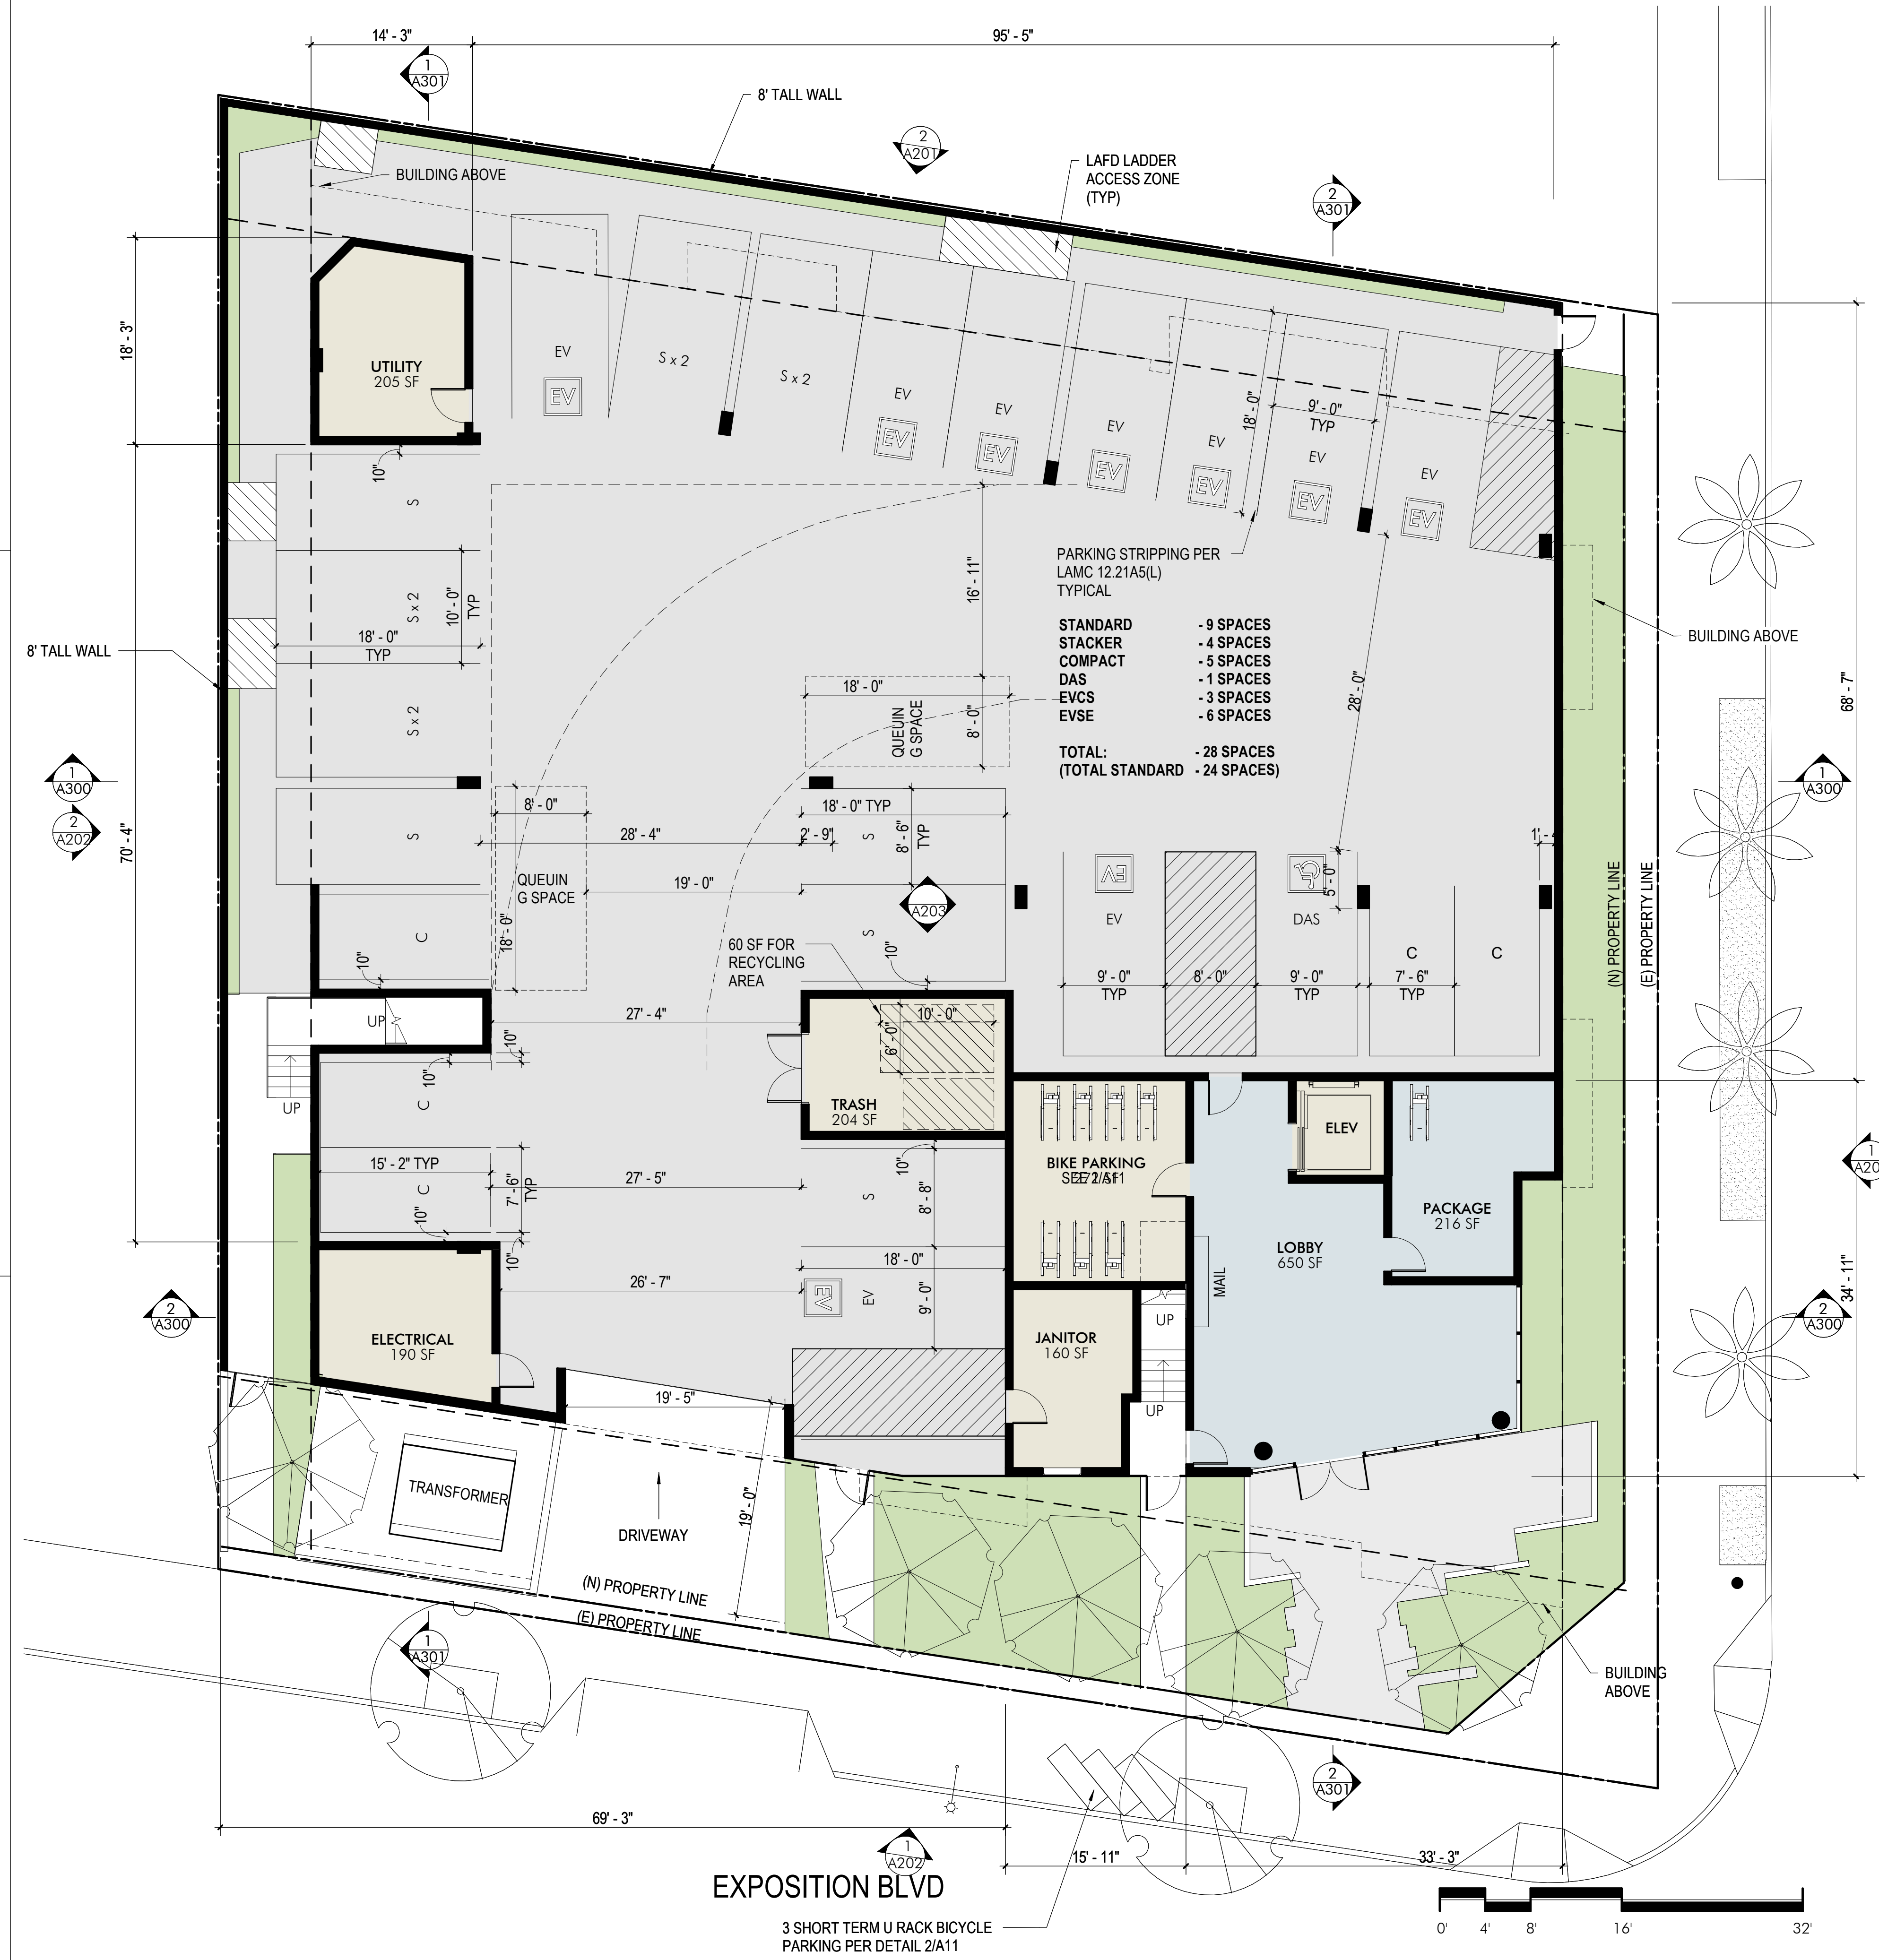 14' - 3"
95' - 5"
1
A301
8' TALL WALL
2
A201
LAFD LADDER
ACCESS ZONE
(TYP)
BUILDING ABOVE
2
A301
18' - 3"
UTILITY
205 SF
EV
EV
S x 2
S x 2
EV
EV
EV
EV
EV
EV
EV
EV
18' - 0"
9' - 0"
TYP
EV
EV
EV
EV
10"
S
16' - 11"
PARKING STRIPPING PER
LAMC 12.21A5(L)
TYPICAL
S x 2
10' - 0"
TYP
18' - 0"
TYP
8' TALL WALL
STANDARD - 9 SPACES
STACKER - 4 SPACES
COMPACT - 5 SPACES
DAS - 1 SPACES
EVCS - 3 SPACES
EVSE - 6 SPACES
TOTAL: - 28 SPACES
(TOTAL STANDARD - 24 SPACES)
BUILDING ABOVE
28' - 0"
68' - 7"
18' - 0"
QUEUIN
G SPACE
8' - 0"
S x 2
1
A300
2
A202
1
A300
70' - 4"
8' - 0"
18' - 0" TYP
S
28' - 4"
2' - 9"
S
8' - 6"
TYP
QUEUIN
G SPACE
19' - 0"
18' - 0"
A203
EV
EV
5' - 0"
DAS
C
10"
60 SF FOR
RECYCLING
AREA
S
10"
C
C
9' - 0"
TYP
8' - 0"
9' - 0"
TYP
7' - 6"
TYP
(N) PROPERTY LINE
(E) PROPERTY LINE
UP
27' - 4"
10' - 0"
6' - 0"
10"
10"
UP
C
TRASH
204 SF
ELEV
15' - 2" TYP
C
7' - 6"
TYP
27' - 5"
10"
S
8' - 8"
BIKE PARKING
PACKAGE
216 SF
10"
10"
18' - 0"
LOBBY
650 SF
MAIL
34' - 11"
26' - 7"
EV
EV
9' - 0"
2
A300
2
A300
ELECTRICAL
190 SF
JANITOR
160 SF
UP
UP
19' - 5"
TRANSFORMER
DRIVEWAY
19' - 0"
(N) PROPERTY LINE
(E) PROPERTY LINE
1
A301
BUILDING
ABOVE
2
A301
69' - 3"
1
A202
15' - 11"
33' - 3"
EXPOSITION BLVD
3 SHORT TERM U RACK BICYCLE
PARKING PER DETAIL 2/A11
0' 4' 8' 16' 32'